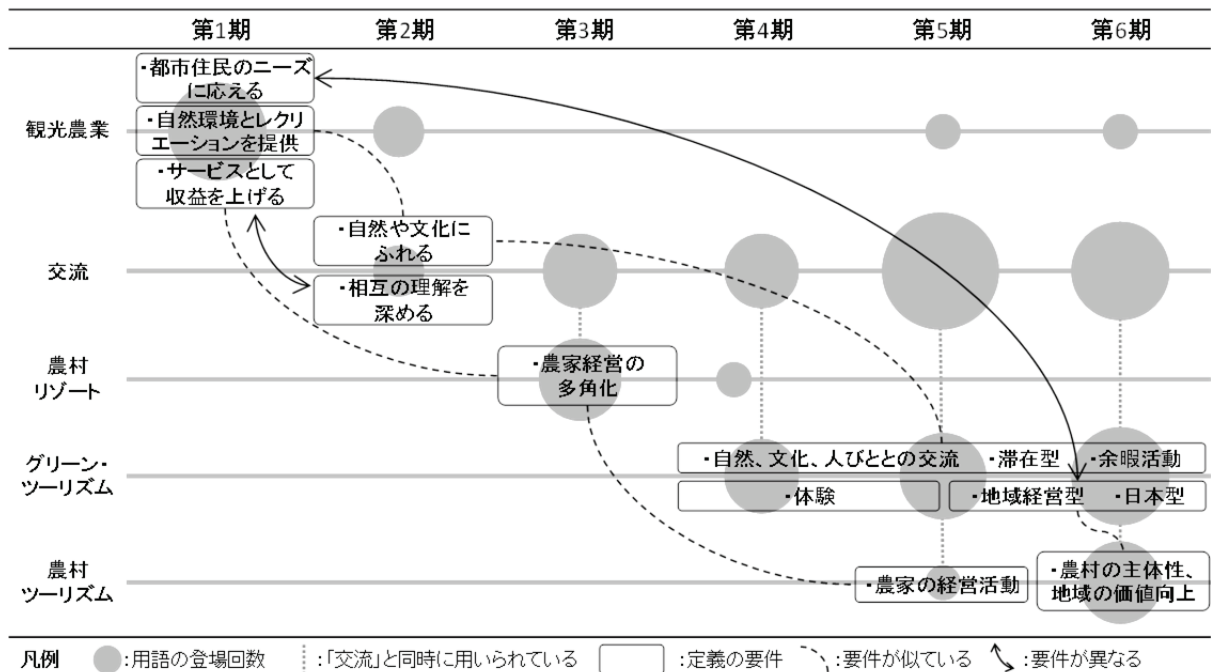 第1期 第2期 第3期 第4期 第5期 第6期
観光農業
・都市住民のニーズ
に応える
・自然環境とレクリ
エーションを提供
・サービスとして
収益を上げる
交流
・自然や文化に
ふれる
・相互の理解を
深める
農村
リゾート
・農家経営の
多角化
グリーン・
ツーリズム
・自然、文化、人びととの交流 ・滞在型 ・余暇活動
・体験 ・地域経営型 ・日本型
農村
ツーリズム
・農家の経営活動
・農村の主体性、
地域の価値向上
凡例 :用語の登場回数 :「交流」と同時に用いられている :定義の要件 :要件が似ている :要件が異なる